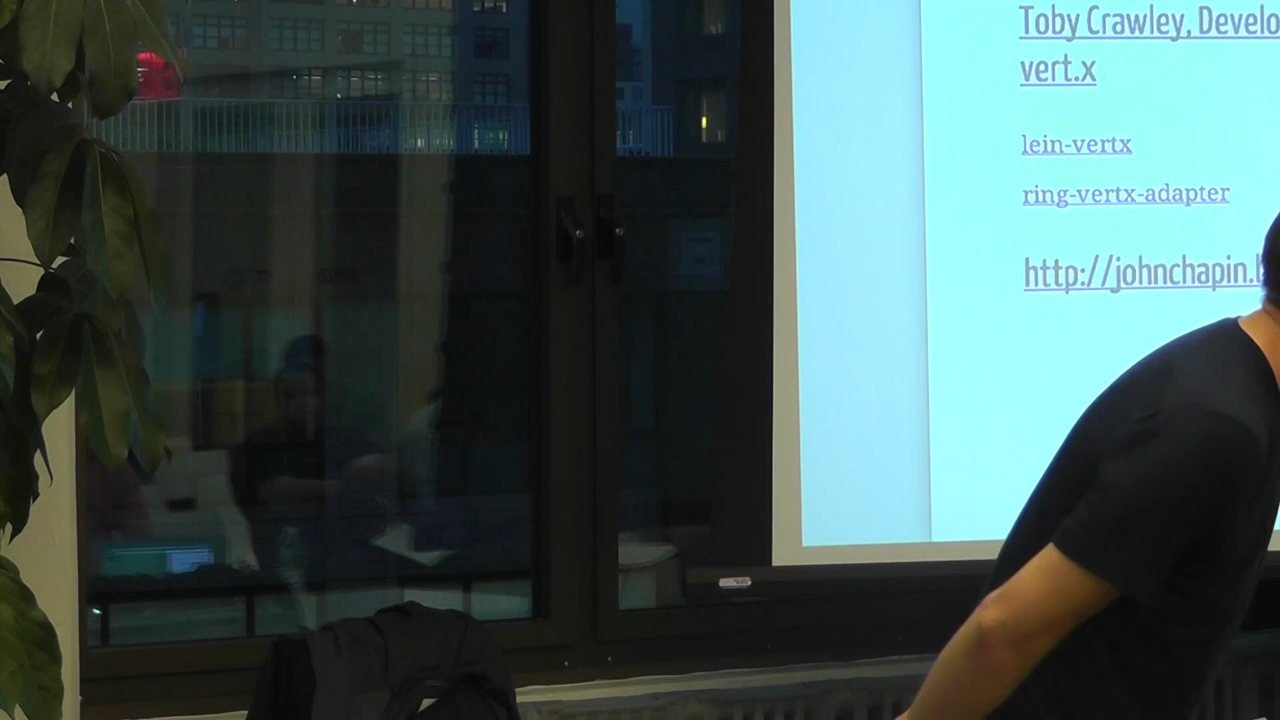 Toby Crawley, Develo
vert.x
lein-vertx
ring-vertx-adapter
http://johnchapin.